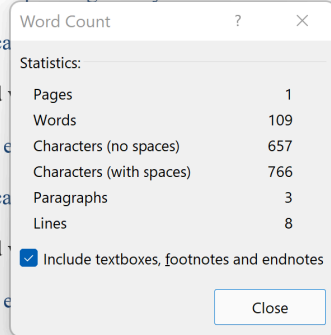 Word Count ? ×
Statistics:
Pages 1
Words 109
Characters (no spaces) 657
Characters (with spaces) 766
Paragraphs 3
Lines 8
Include textboxes, footnotes and endnotes
Close